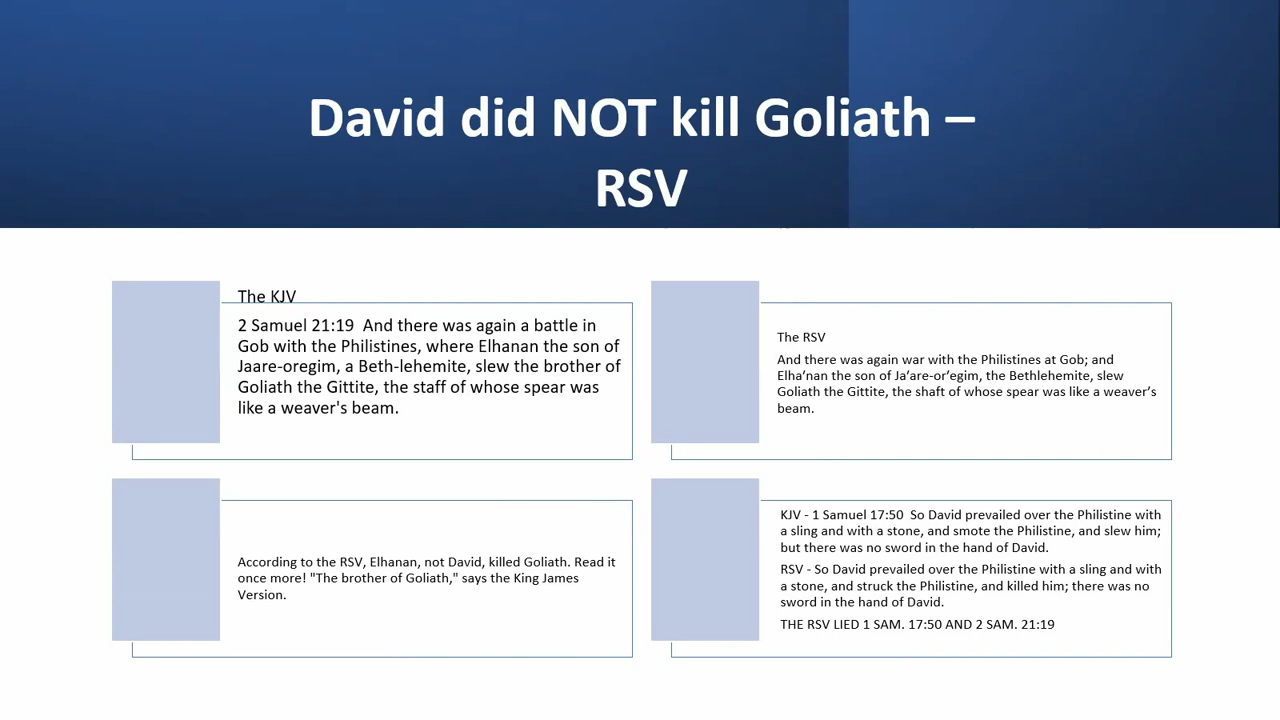 David did NOT kill Goliath –
RSV
The KJV
2 Samuel 21:19  And there was again a battle in
Gob with the Philistines, where Elhanan the son of
Jaare-oregim, a Beth-lehemite, slew the brother of
Goliath the Gittite, the staff of whose spear was
like a weaver's beam.
The RSV
And there was again war with the Philistines at Gob; and
Elha’nan the son of Ja’are-or’egim, the Bethlehemite, slew
Goliath the Gittite, the shaft of whose spear was like a weaver’s
beam.
According to the RSV, Elhanan, not David, killed Goliath. Read it
once more! "The brother of Goliath," says the King James
Version.
KJV - 1 Samuel 17:50  So David prevailed over the Philistine with
a sling and with a stone, and smote the Philistine, and slew him;
but there was no sword in the hand of David.
RSV - So David prevailed over the Philistine with a sling and with
a stone, and struck the Philistine, and killed him; there was no
sword in the hand of David.
THE RSV LIED 1 SAM. 17:50 AND 2 SAM. 21:19